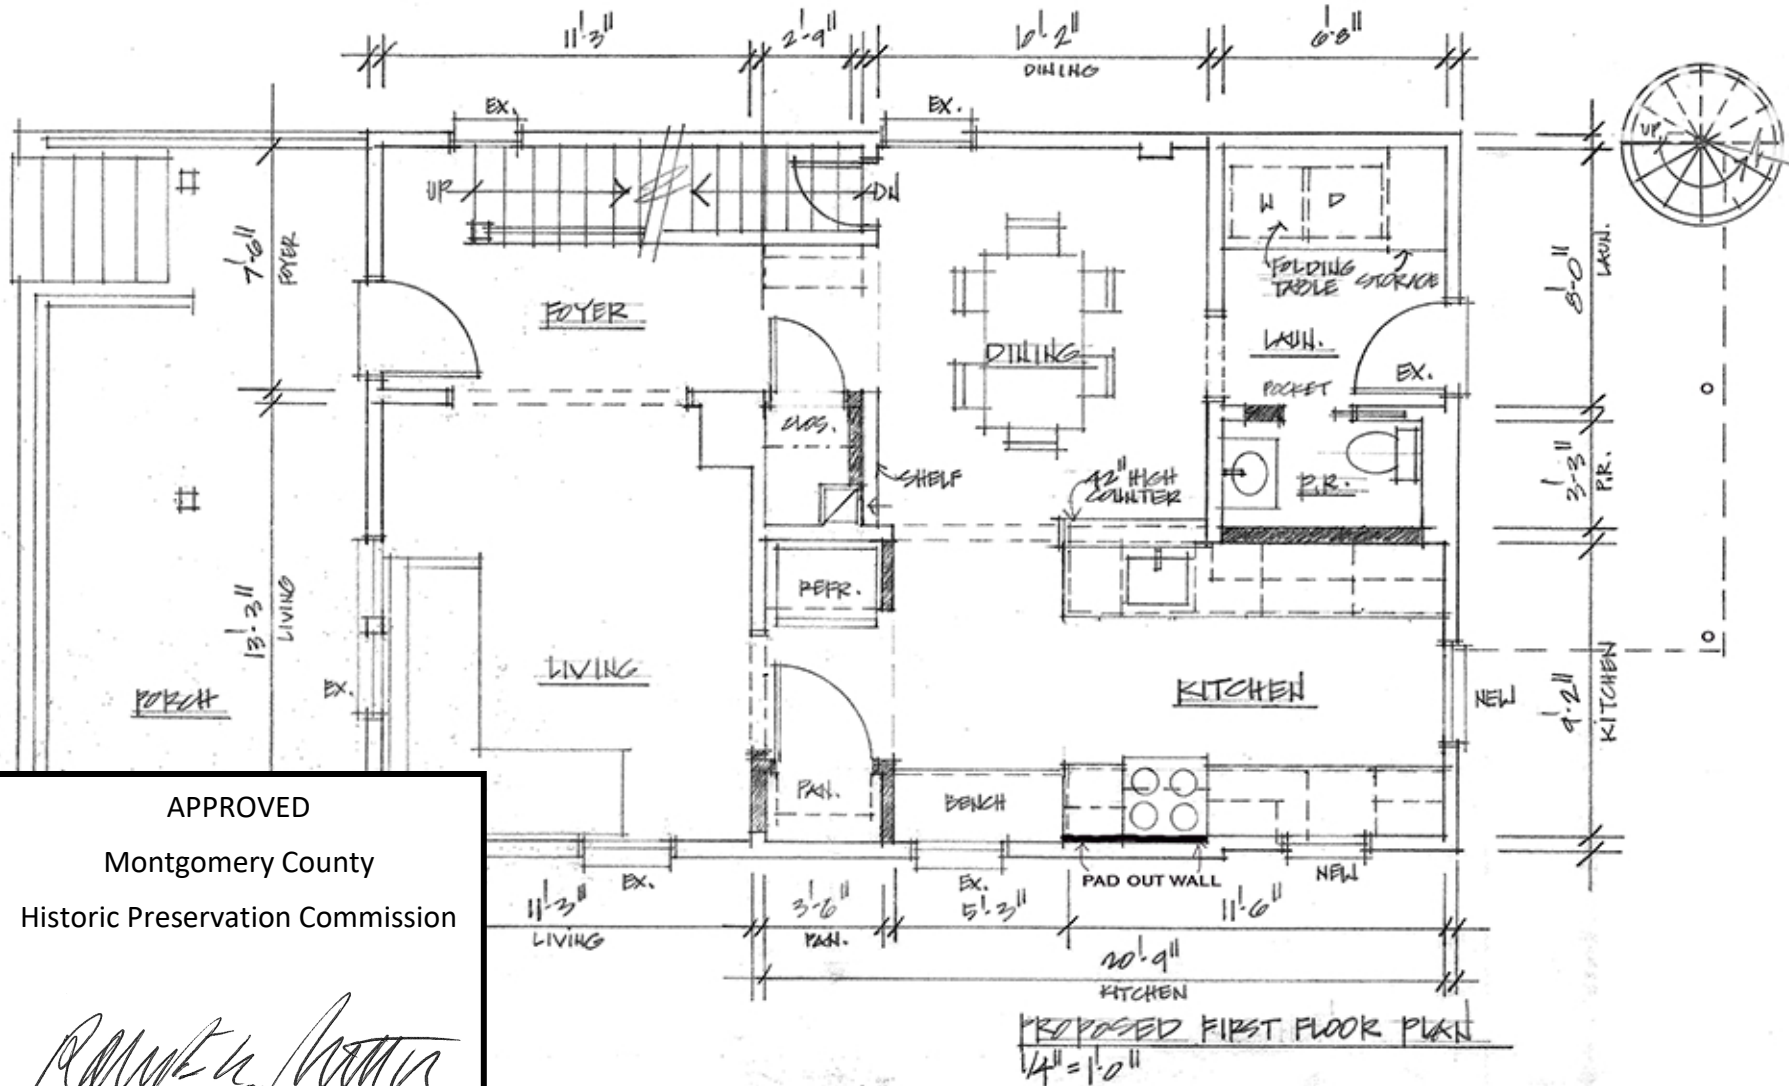 11'-3"
2'-9"
10'-2"
DINING
6'-8"
EX.
EX.
UP
UP
DN
W
D
7'-6"
FOYER
FOLDING
TABLE
STORAGE
8'-0"
LAUN.
FOYER
DINING
LAUN.
EX.
POCKET
CLOS.
SHELF
42" HIGH
COUNTER
P.R.
3'-3"
P.R.
REFR.
13'-3"
LIVING
LIVING
KITCHEN
EX.
PORCH
NEW
9'-2"
KITCHEN
PAN.
BENCH
EX.
EX.
PAD OUT WALL
NEW
11'-3"
LIVING
3'-6"
PAN.
5'-3"
11'-6"
20'-9"
KITCHEN
PROPOSED FIRST FLOOR PLAN
1/4" = 1'-0"
APPROVED
Montgomery County
Historic Preservation Commission